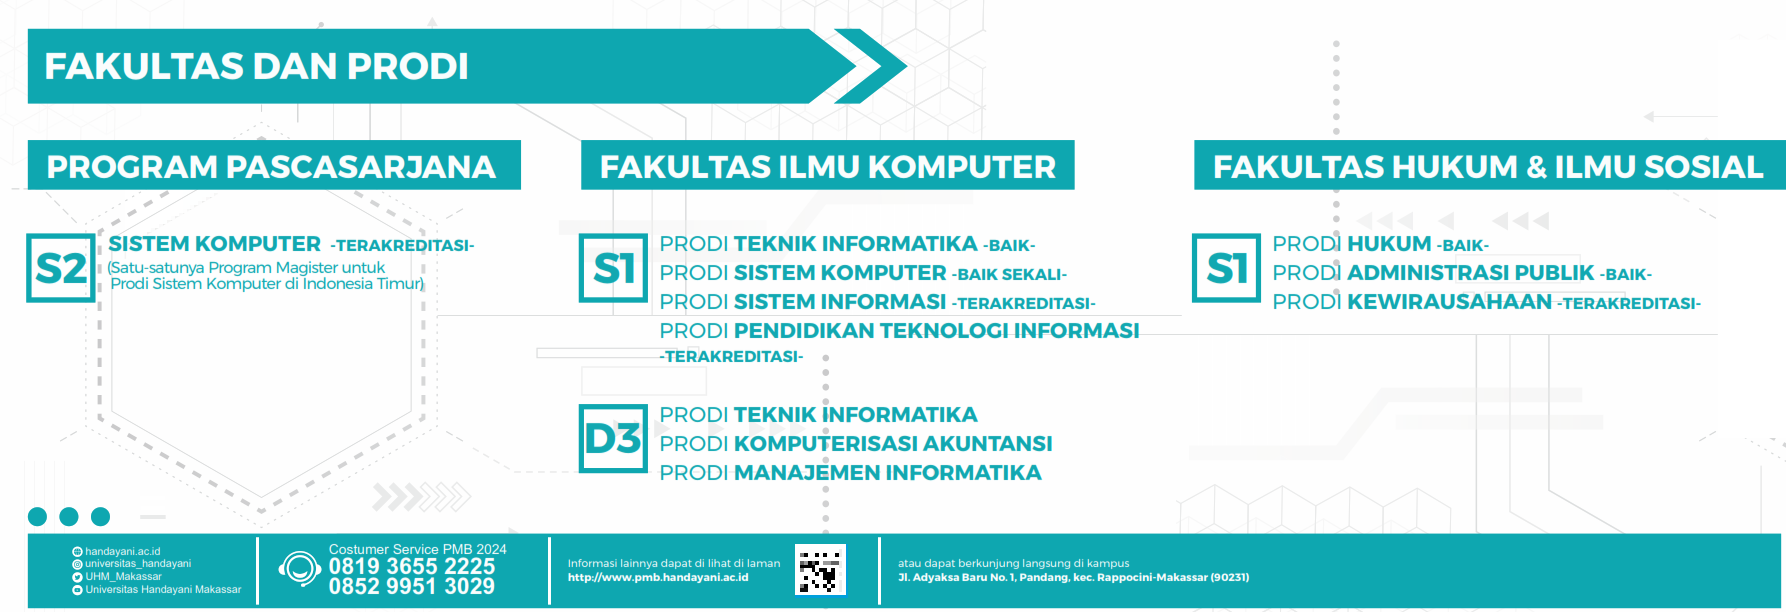 FAKULTAS DAN PRODI
PROGRAM PASCASARJANA
S2
SISTEM KOMPUTER -TERAKREDITASI-
(Satu-satunya Program Magister untuk
Prodi Sistem Komputer di Indonesia Timur)
FAKULTAS ILMU KOMPUTER
S1
PRODI TEKNIK INFORMATIKA -BAIK-
PRODI SISTEM KOMPUTER -BAIK SEKALI-
PRODI SISTEM INFORMASI -TERAKREDITASI-
PRODI PENDIDIKAN TEKNOLOGI INFORMASI
-TERAKREDITASI-
D3
PRODI TEKNIK INFORMATIKA
PRODI KOMPUTERISASI AKUNTANSI
PRODI MANAJEMEN INFORMATIKA
FAKULTAS HUKUM & ILMU SOSIAL
S1
PRODI HUKUM -BAIK-
PRODI ADMINISTRASI PUBLIK -BAIK-
PRODI KEWIRAUSAHAAN -TERAKREDITASI-
handayani.ac.id
universitas_handayani
UHM_Makassar
Universitas Handayani Makassar
Costumer Service PMB 2024
0819 3655 2225
0852 9951 3029
Informasi lainnya dapat di lihat di laman
http://www.pmb.handayani.ac.id
atau dapat berkunjung langsung di kampus
Jl. Adyaksa Baru No. 1, Pandang, kec. Rappocini-Makassar (90231)